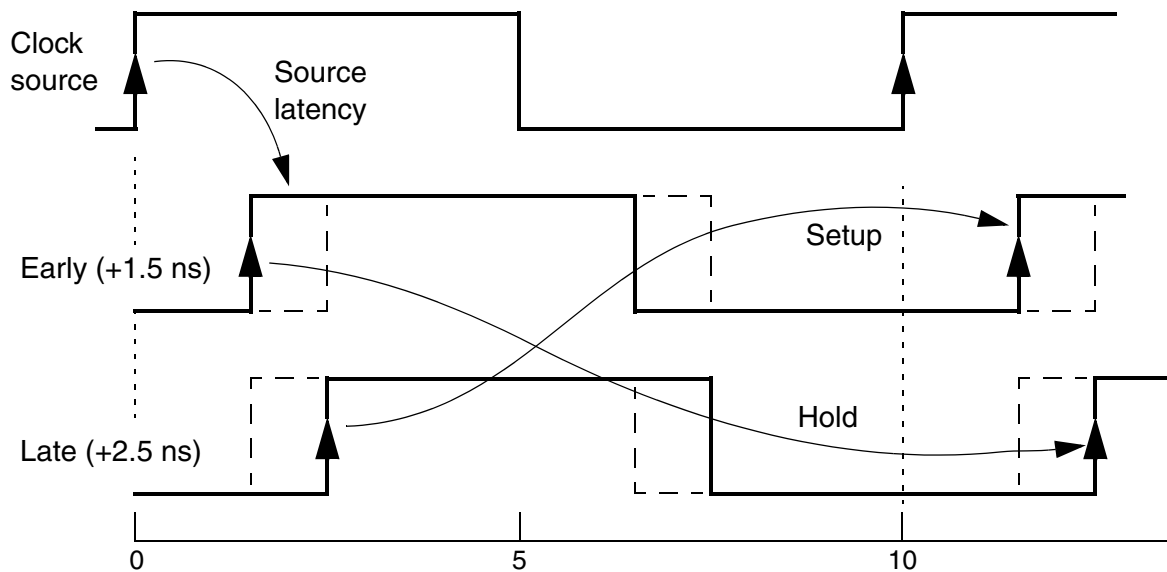 Clock
source
Source
latency
Early (+1.5 ns)
Setup
Late (+2.5 ns)
Hold
0
5
10